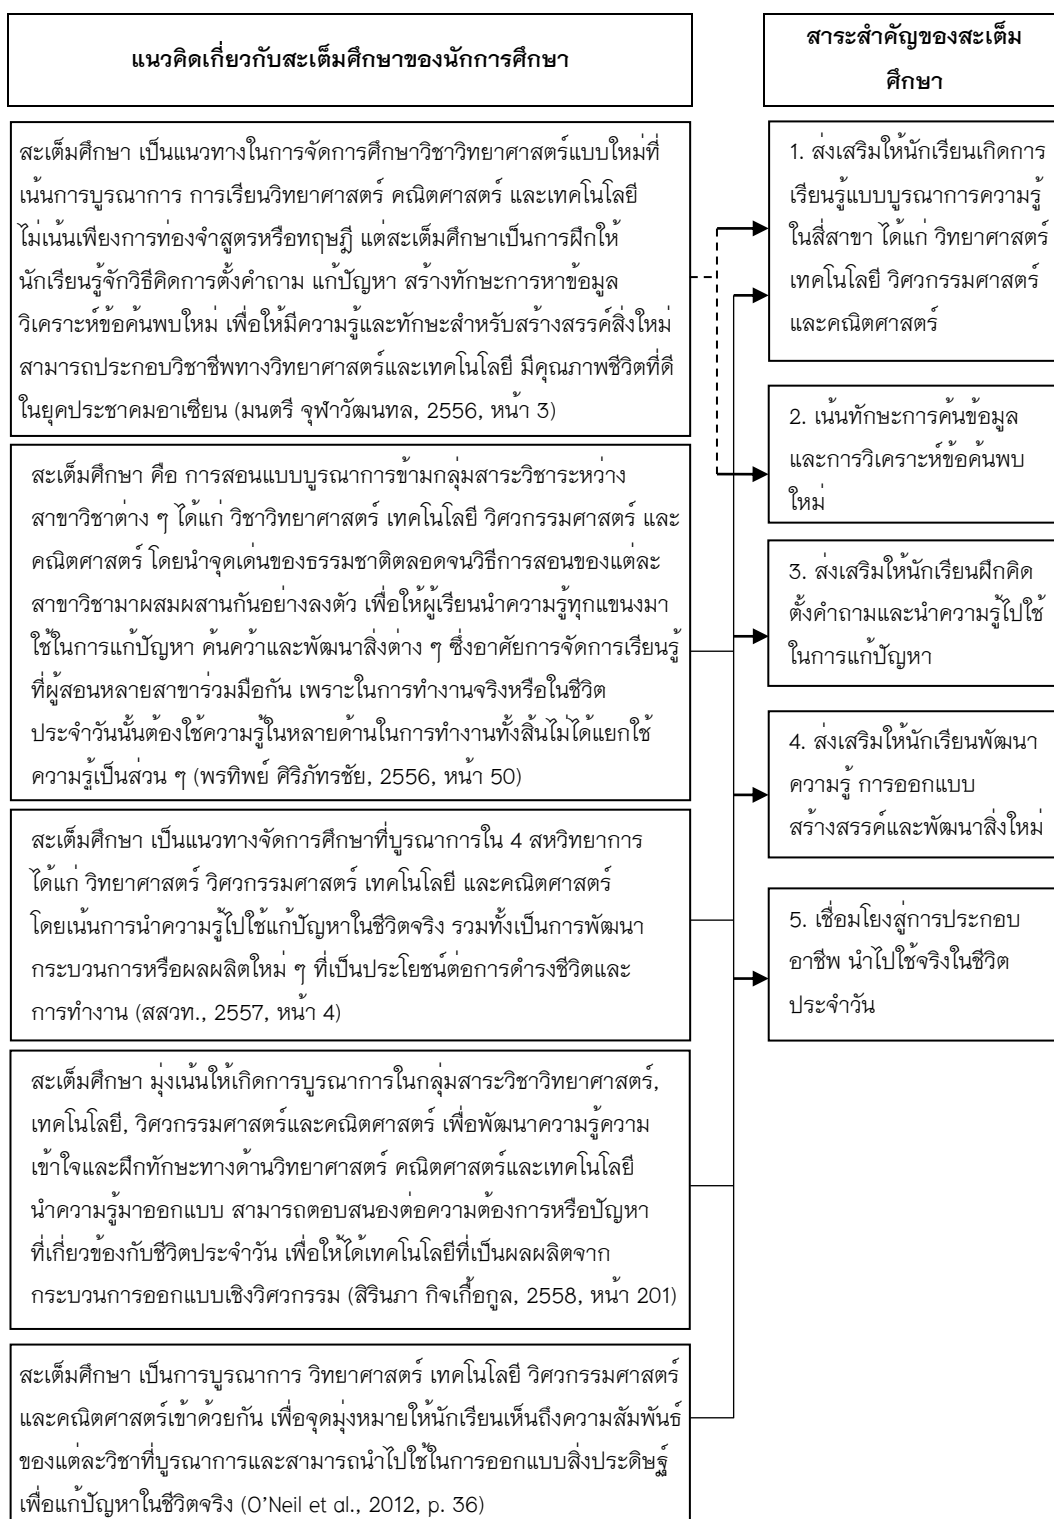 แนวคิดเกี่ยวกับสะเต็มศึกษาของนักการศึกษา
สะเต็มศึกษา เป็นแนวทางในการจัดการศึกษาวิชาวิทยาศาสตร์แบบใหม่ที่
เน้นการบูรณาการ การเรียนวิทยาศาสตร์ คณิตศาสตร์ และเทคโนโลยี
ไม่เน้นเพียงการท่องจำสูตรหรือทฤษฎี แต่สะเต็มศึกษาเป็นการฝึกให้
นักเรียนรู้จักวิธีคิดการตั้งคำถาม แก้ปัญหา สร้างทักษะการหาข้อมูล
วิเคราะห์ข้อค้นพบใหม่ เพื่อให้มีความรู้และทักษะสำหรับสร้างสรรค์สิ่งใหม่
สามารถประกอบวิชาชีพทางวิทยาศาสตร์และเทคโนโลยี มีคุณภาพชีวิตที่ดี
ในยุคประชาคมอาเซียน (มนตรี จุฬาวัฒนทล, 2556, หน้า 3)
สะเต็มศึกษา คือ การสอนแบบบูรณาการข้ามกลุ่มสาระวิชาระหว่าง
สาขาวิชาต่าง ๆ ได้แก่ วิชาวิทยาศาสตร์ เทคโนโลยี วิศวกรรมศาสตร์ และ
คณิตศาสตร์ โดยนำจุดเด่นของธรรมชาติตลอดจนวิธีการสอนของแต่ละ
สาขาวิชามาผสมผสานกันอย่างลงตัว เพื่อให้ผู้เรียนนำความรู้ทุกแขนงมา
ใช้ในการแก้ปัญหา ค้นคว้าและพัฒนาสิ่งต่าง ๆ ซึ่งอาศัยการจัดการเรียนรู้
ที่ผู้สอนหลายสาขาร่วมมือกัน เพราะในการทำงานจริงหรือในชีวิต
ประจำวันนั้นต้องใช้ความรู้ในหลายด้านในการทำงานทั้งสิ้นไม่ได้แยกใช้
ความรู้เป็นส่วน ๆ (พรทิพย์ ศิริภัทรชัย, 2556, หน้า 50)
สะเต็มศึกษา เป็นแนวทางจัดการศึกษาที่บูรณาการใน 4 สหวิทยาการ
ได้แก่ วิทยาศาสตร์ วิศวกรรมศาสตร์ เทคโนโลยี และคณิตศาสตร์
โดยเน้นการนำความรู้ไปใช้แก้ปัญหาในชีวิตจริง รวมทั้งเป็นการพัฒนา
กระบวนการหรือผลผลิตใหม่ ๆ ที่เป็นประโยชน์ต่อการดำรงชีวิตและ
การทำงาน (สสวท., 2557, หน้า 4)
สะเต็มศึกษา มุ่งเน้นให้เกิดการบูรณาการในกลุ่มสาระวิชาวิทยาศาสตร์,
เทคโนโลยี, วิศวกรรมศาสตร์และคณิตศาสตร์ เพื่อพัฒนาความรู้ความ
เข้าใจและฝึกทักษะทางด้านวิทยาศาสตร์ คณิตศาสตร์และเทคโนโลยี
นำความรู้มาออกแบบ สามารถตอบสนองต่อความต้องการหรือปัญหา
ที่เกี่ยวข้องกับชีวิตประจำวัน เพื่อให้ได้เทคโนโลยีที่เป็นผลผลิตจาก
กระบวนการออกแบบเชิงวิศวกรรม (สิรินภา กิจเกื้อกูล, 2558, หน้า 201)
สะเต็มศึกษา เป็นการบูรณาการ วิทยาศาสตร์ เทคโนโลยี วิศวกรรมศาสตร์
และคณิตศาสตร์เข้าด้วยกัน เพื่อจุดมุ่งหมายให้นักเรียนเห็นถึงความสัมพันธ์
ของแต่ละวิชาที่บูรณาการและสามารถนำไปใช้ในการออกแบบสิ่งประดิษฐ์
เพื่อแก้ปัญหาในชีวิตจริง (O’Neil et al., 2012, p. 36)
สาระสำคัญของสะเต็ม
ศึกษา
1. ส่งเสริมให้นักเรียนเกิดการ
เรียนรู้แบบบูรณาการความรู้
ในสี่สาขา ได้แก่ วิทยาศาสตร์
เทคโนโลยี วิศวกรรมศาสตร์
และคณิตศาสตร์
2. เน้นทักษะการค้นข้อมูล
และการวิเคราะห์ข้อค้นพบ
ใหม่
3. ส่งเสริมให้นักเรียนฝึกคิด
ตั้งคำถามและนำความรู้ไปใช้
ในการแก้ปัญหา
4. ส่งเสริมให้นักเรียนพัฒนา
ความรู้ การออกแบบ
สร้างสรรค์และพัฒนาสิ่งใหม่
5. เชื่อมโยงสู่การประกอบ
อาชีพ นำไปใช้จริงในชีวิต
ประจำวัน